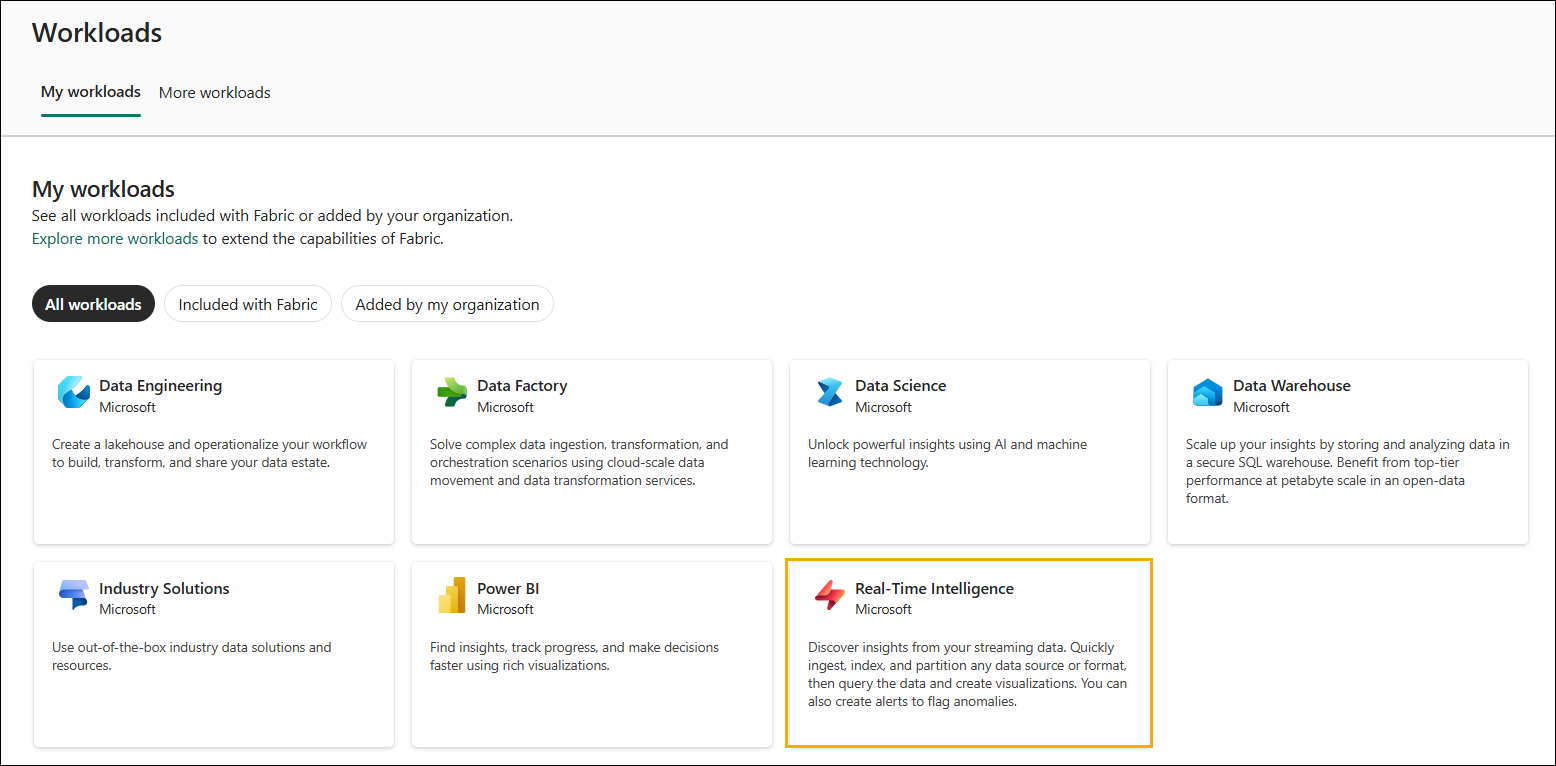 Workloads
My workloads
More workloads
My workloads
See all workloads included with Fabric or added by your organization.
Explore more workloads to extend the capabilities of Fabric.
All workloads
Included with Fabric
Added by my organization
Data Engineering
Microsoft
Create a lakehouse and operationalize your workflow
to build, transform, and share your data estate.
Data Factory
Microsoft
Solve complex data ingestion, transformation, and
orchestration scenarios using cloud-scale data
movement and data transformation services.
Data Science
Microsoft
Unlock powerful insights using AI and machine
learning technology.
Data Warehouse
Microsoft
Scale up your insights by storing and analyzing data in
a secure SQL warehouse. Benefit from top-tier
performance at petabyte scale in an open-data
format.
Industry Solutions
Microsoft
Use out-of-the-box industry data solutions and
resources.
Power BI
Microsoft
Find insights, track progress, and make decisions
faster using rich visualizations.
Real-Time Intelligence
Microsoft
Discover insights from your streaming data. Quickly
ingest, index, and partition any data source or format,
then query the data and create visualizations. You can
also create alerts to flag anomalies.